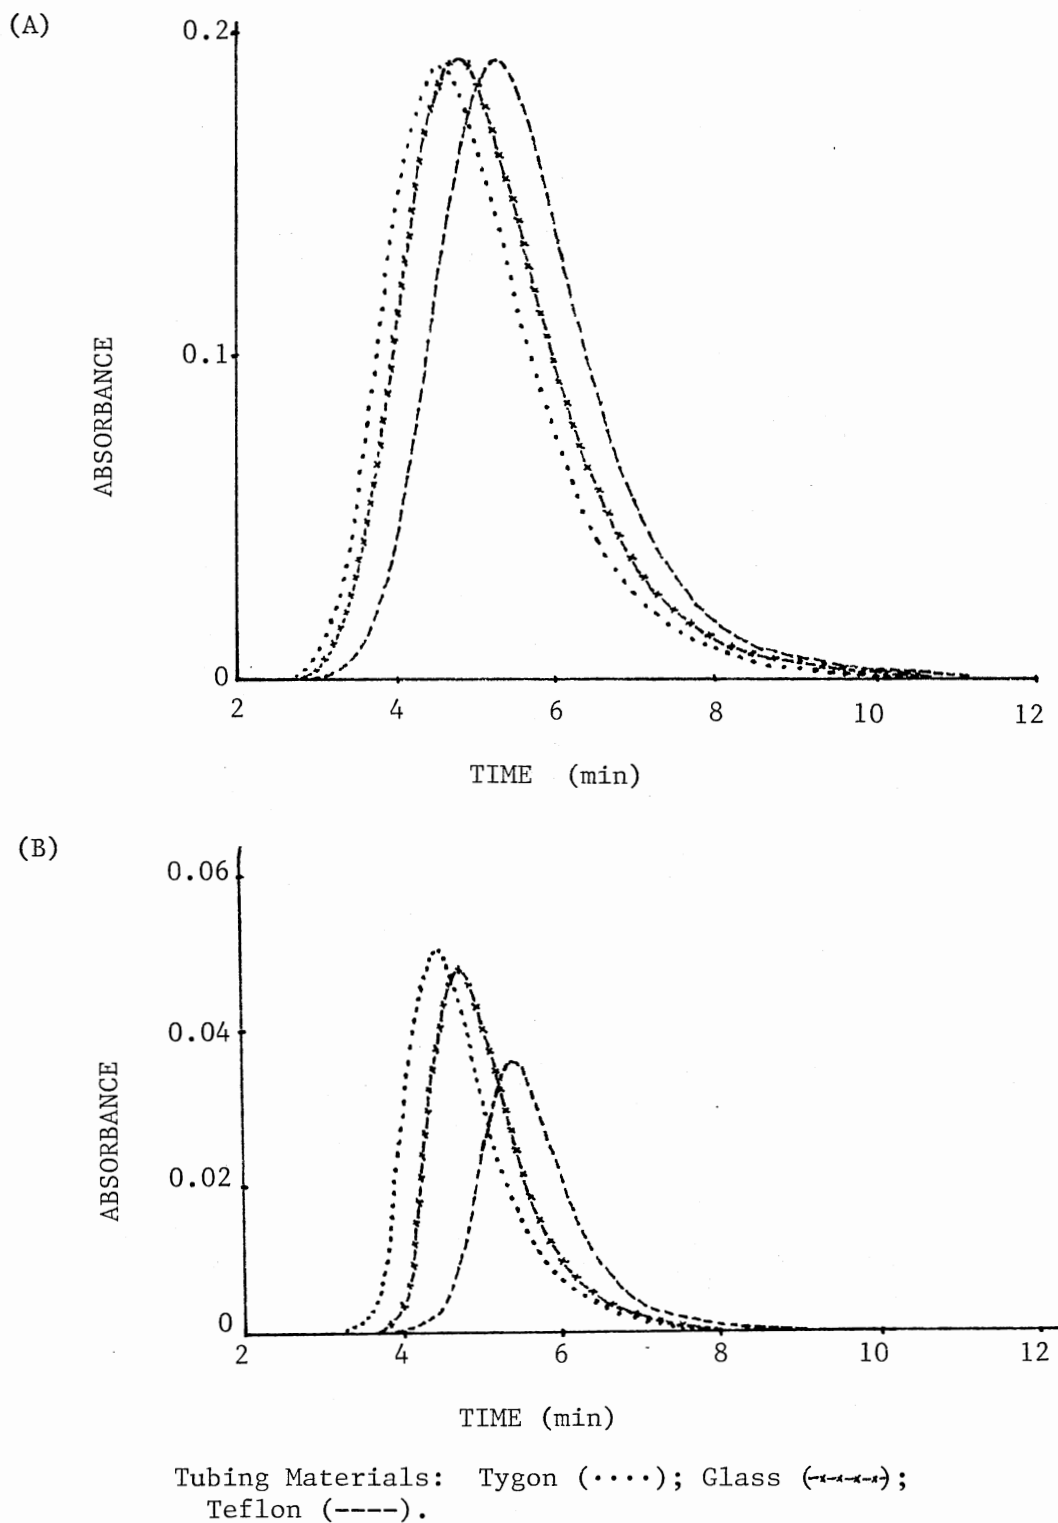 (A)
0.2
0.1
0
ABSORBANCE
2 4 6 8 10 12
TIME (min)
(B)
0.06
0.04
0.02
0
ABSORBANCE
2 4 6 8 10 12
TIME (min)
Tubing Materials: Tygon (····); Glass (-x-x-x-x-);
Teflon (----).